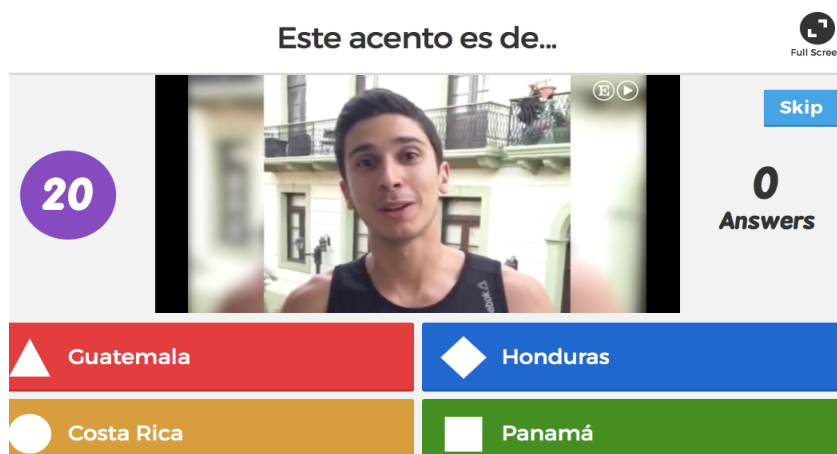 Este acento es de...
Full Scree
E
Skip
20
0
Answers
Guatemala
Honduras
Costa Rica
Panamá